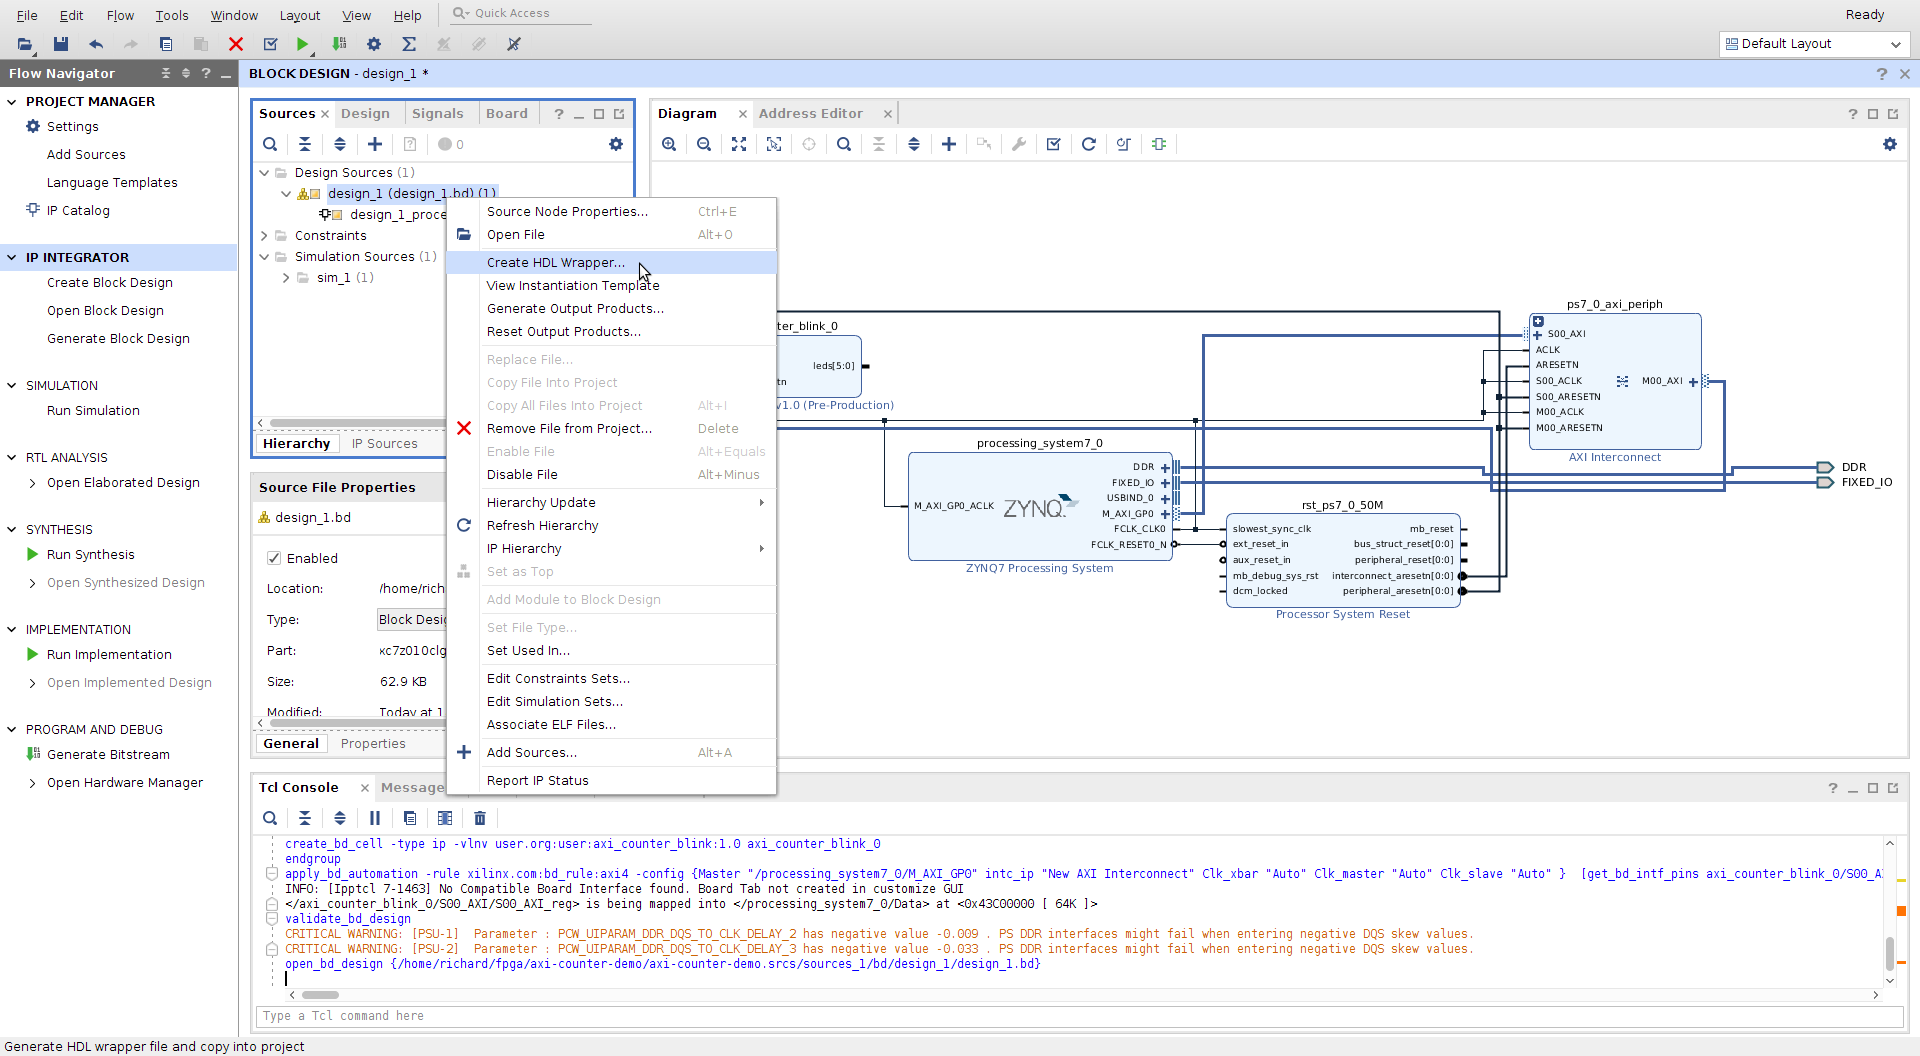 File Edit Flow Tools Window Layout View Help Quick Access Ready
Default Layout
Flow Navigator
PROJECT MANAGER
Settings
Add Sources
Language Templates
IP Catalog
IP INTEGRATOR
Create Block Design
Open Block Design
Generate Block Design
SIMULATION
Run Simulation
RTL ANALYSIS
Open Elaborated Design
SYNTHESIS
Run Synthesis
Open Synthesized Design
IMPLEMENTATION
Run Implementation
Open Implemented Design
PROGRAM AND DEBUG
Generate Bitstream
Open Hardware Manager
BLOCK DESIGN - design_1 *
Sources Design Signals Board
0
Design Sources (1)
design_1 (design_1.bd) (1)
design_1_proce
Constraints
Simulation Sources (1)
sim_1 (1)
Hierarchy IP Sources
Source File Properties
design_1.bd
Enabled
Location: /home/rich
Type: Block Desi
Part: xc7z010clg
Size: 62.9 KB
Modified: Today at 1
General Properties
Source Node Properties... Ctrl+E
Open File Alt+O
Create HDL Wrapper...
View Instantiation Template
Generate Output Products...
Reset Output Products...
Replace File...
Copy File Into Project
Copy All Files Into Project Alt+I
Remove File from Project... Delete
Enable File Alt+Equals
Disable File Alt+Minus
Hierarchy Update
Refresh Hierarchy
IP Hierarchy
Set as Top
Add Module to Block Design
Set File Type...
Set Used In...
Edit Constraints Sets...
Edit Simulation Sets...
Associate ELF Files...
Add Sources... Alt+A
Report IP Status
Diagram Address Editor
ter_blink_0
leds[5:0]
tn
v1.0 (Pre-Production)
processing_system7_0
M_AXI_GP0_ACLK
ZYNQ
DDR
FIXED_IO
USBIND_0
M_AXI_GP0
FCLK_CLK0
FCLK_RESET0_N
ZYNQ7 Processing System
rst_ps7_0_50M
slowest_sync_clk mb_reset
ext_reset_in bus_struct_reset[0:0]
aux_reset_in peripheral_reset[0:0]
mb_debug_sys_rst interconnect_aresetn[0:0]
dcm_locked peripheral_aresetn[0:0]
Processor System Reset
ps7_0_axi_periph
S00_AXI
ACLK
ARESETN
S00_ACLK M00_AXI
S00_ARESETN
M00_ACLK
M00_ARESETN
AXI Interconnect
DDR
FIXED_IO
Tcl Console Message
create_bd_cell -type ip -vlnv user.org:user:axi_counter_blink:1.0 axi_counter_blink_0
endgroup
apply_bd_automation -rule xilinx.com:bd_rule:axi4 -config {Master "/processing_system7_0/M_AXI_GP0" intc_ip "New AXI Interconnect" Clk_xbar "Auto" Clk_master "Auto" Clk_slave "Auto" } [get_bd_intf_pins axi_counter_blink_0/S00_A
INFO: [Ipptcl 7-1463] No Compatible Board Interface found. Board Tab not created in customize GUI
</axi_counter_blink_0/S00_AXI/S00_AXI_reg> is being mapped into </processing_system7_0/Data> at <0x43C00000 [ 64K ]>
validate_bd_design
CRITICAL WARNING: [PSU-1] Parameter : PCW_UIPARAM_DDR_DQS_TO_CLK_DELAY_2 has negative value -0.009 . PS DDR interfaces might fail when entering negative DQS skew values.
CRITICAL WARNING: [PSU-2] Parameter : PCW_UIPARAM_DDR_DQS_TO_CLK_DELAY_3 has negative value -0.033 . PS DDR interfaces might fail when entering negative DQS skew values.
open_bd_design {/home/richard/fpga/axi-counter-demo/axi-counter-demo.srcs/sources_1/bd/design_1/design_1.bd}
Type a Tcl command here
Generate HDL wrapper file and copy into project